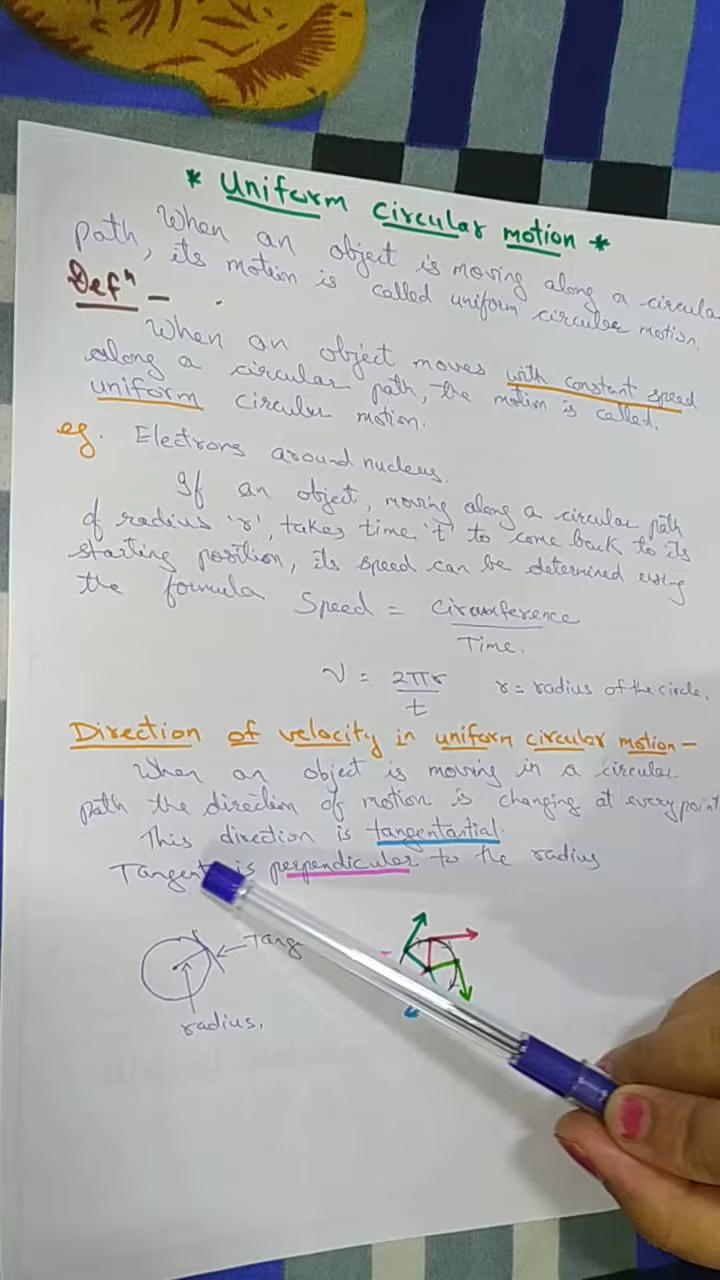 * Uniform circular motion *
When an object is moving along a circula
path, its motion is called uniform circular motion.
Defⁿ -
When an object moves with constant speed
along a circular path, the motion is called.
uniform circular motion.
eg. Electrons around nucleus.
If an object, moving along a circular path
of radius 'r', takes time 't' to come back to its
starting position, its speed can be determined using
the formula Speed = Circumference
Time.
v = 2πr r = radius of the circle.
t
Direction of velocity in uniform circular motion -
When an object is moving in a circular
path the direction of motion is changing at every point
This direction is tangentantial.
Tangent is perpendicular to the radius
Tang
radius.